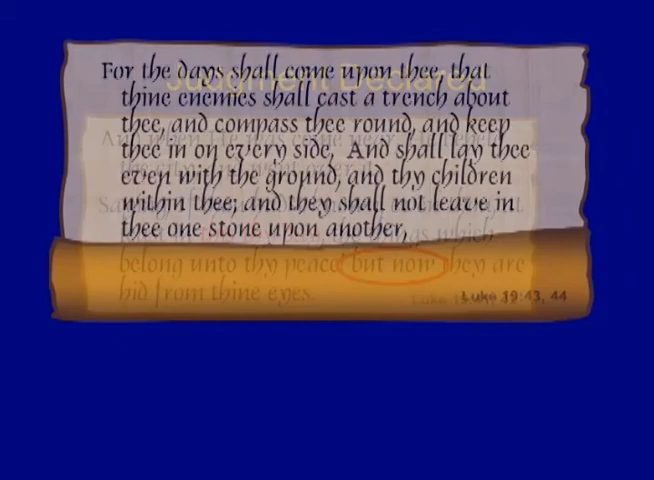 Judgment Declared
For the days shall come upon thee, that
thine enemies shall cast a trench about
thee, and compass thee round, and keep
thee in on every side, And shall lay thee
even with the ground, and thy children
within thee; and they shall not leave in
thee one stone upon another,
belong unto thy peace but now they are
hid from thine eyes.
Luke 19:43, 44